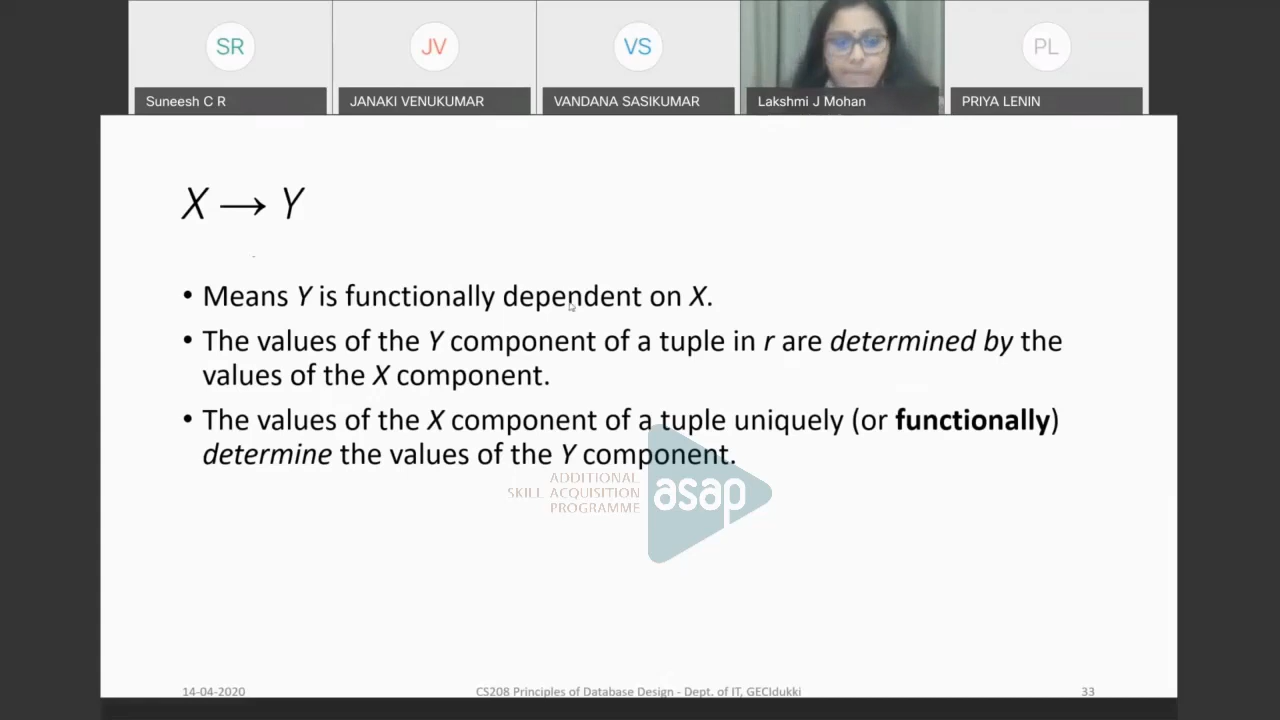 SR
JV
VS
PL
Suneesh C R
JANAKI VENUKUMAR
VANDANA SASIKUMAR
Lakshmi J Mohan
PRIYA LENIN
X → Y
• Means Y is functionally dependent on X.
• The values of the Y component of a tuple in r are determined by the
values of the X component.
• The values of the X component of a tuple uniquely (or functionally)
determine the values of the Y component.
ADDITIONAL
SKILL ACQUISITION
PROGRAMME
asap
14-04-2020
CS208 Principles of Database Design - Dept. of IT, GECIdukki
33